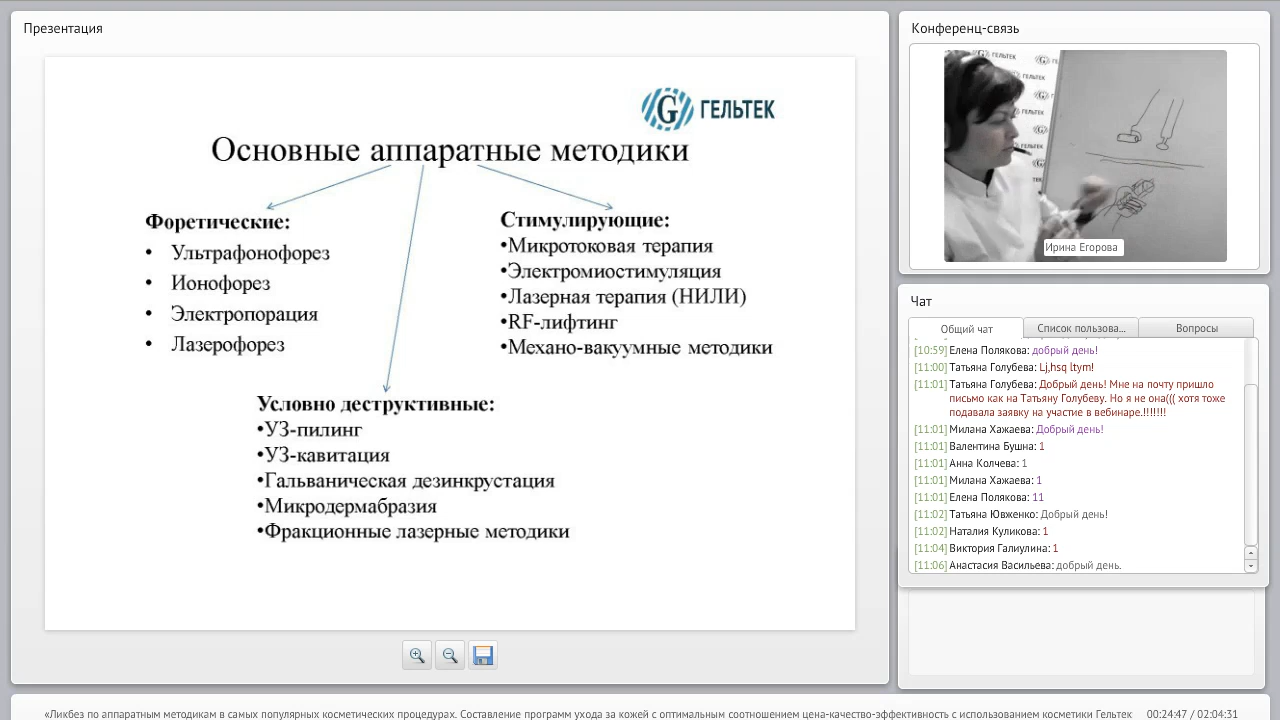 Презентация
ГЕЛЬТЕК
Основные аппаратные методики
Форетические:
• Ультрафонофорез
• Ионофорез
• Электропорация
• Лазерофорез
Стимулирующие:
•Микротоковая терапия
•Электромиостимуляция
•Лазерная терапия (НИЛИ)
•RF-лифтинг
•Механо-вакуумные методики
Условно деструктивные:
•УЗ-пилинг
•УЗ-кавитация
•Гальваническая дезинкрустация
•Микродермабразия
•Фракционные лазерные методики
Конференц-связь
Ирина Егорова
Чат
Общий чат
Список пользова...
Вопросы
[10:59] Елена Полякова: добрый день!
[11:00] Татьяна Голубева: Lj,hsq ltym!
[11:01] Татьяна Голубева: Добрый день! Мне на почту пришло
письмо как на Татьяну Голубеву. Но я не она((( хотя тоже
подавала заявку на участие в вебинаре.!!!!!!!
[11:01] Милана Хажаева: Добрый день!
[11:01] Валентина Бушна: 1
[11:01] Анна Колчева: 1
[11:01] Милана Хажаева: 1
[11:01] Елена Полякова: 11
[11:02] Татьяна Ювженко: Добрый день!
[11:02] Наталия Куликова: 1
[11:04] Виктория Галиулина: 1
[11:06] Анастасия Васильева: добрый день.
«Ликбез по аппаратным методикам в самых популярных косметических процедурах. Составление программ ухода за кожей с оптимальным соотношением цена-качество-эффективность с использованием косметики Гельтек
00:24:47 / 02:04:31